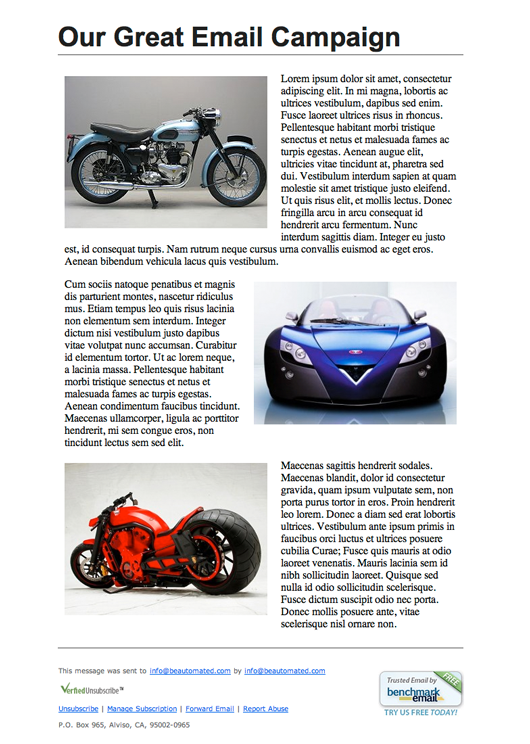 Our Great Email Campaign
Lorem ipsum dolor sit amet, consectetur
adipiscing elit. In mi magna, lobortis ac
ultrices vestibulum, dapibus sed enim.
Fusce laoreet ultrices risus in rhoncus.
Pellentesque habitant morbi tristique
senectus et netus et malesuada fames ac
turpis egestas. Aenean augue elit,
ultricies vitae tincidunt at, pharetra sed
dui. Vestibulum interdum sapien at quam
molestie sit amet tristique justo eleifend.
Ut quis risus elit, et mollis lectus. Donec
fringilla arcu in arcu consequat id
hendrerit arcu fermentum. Nunc
interdum sagittis diam. Integer eu justo
est, id consequat turpis. Nam rutrum neque cursus urna convallis euismod ac eget eros.
Aenean bibendum vehicula lacus quis vestibulum.
Cum sociis natoque penatibus et magnis
dis parturient montes, nascetur ridiculus
mus. Etiam tempus leo quis risus lacinia
non elementum sem interdum. Integer
dictum nisi vestibulum justo dapibus
vitae volutpat nunc accumsan. Curabitur
id elementum tortor. Ut ac lorem neque,
a lacinia massa. Pellentesque habitant
morbi tristique senectus et netus et
malesuada fames ac turpis egestas.
Aenean condimentum faucibus tincidunt.
Maecenas ullamcorper, ligula ac porttitor
hendrerit, mi sem congue eros, non
tincidunt lectus sem sed elit.
Maecenas sagittis hendrerit sodales.
Maecenas blandit, dolor id consectetur
gravida, quam ipsum vulputate sem, non
porta purus tortor in eros. Proin hendrerit
leo lorem. Donec a diam sed erat lobortis
ultrices. Vestibulum ante ipsum primis in
faucibus orci luctus et ultrices posuere
cubilia Curae; Fusce quis mauris at odio
laoreet venenatis. Mauris lacinia sem id
nibh sollicitudin laoreet. Quisque sed
nulla id odio sollicitudin scelerisque.
Fusce dictum suscipit odio nec porta.
Donec mollis posuere ante, vitae
scelerisque nisl ornare non.
This message was sent to info@beautomated.com by info@beautomated.com
VerifiedUnsubscribe™
Unsubscribe | Manage Subscription | Forward Email | Report Abuse
P.O. Box 965, Alviso, CA, 95002-0965
Trusted Email by
FREE
benchmark
email
TRY US FREE TODAY!